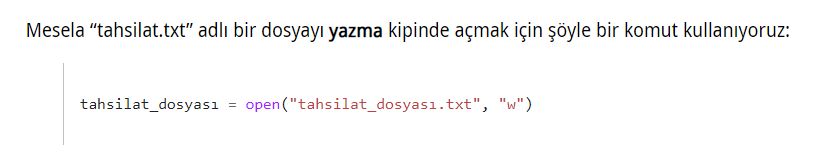 Mesela “tahsilat.txt” adlı bir dosyayı yazma kipinde açmak için şöyle bir komut kullanıyoruz:
tahsilat_dosyası = open("tahsilat_dosyası.txt", "w")